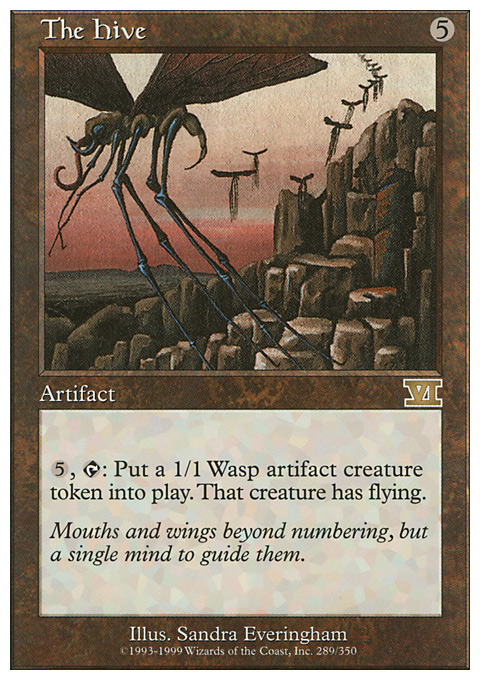 The Hive 5
Artifact VI
5, : Put a 1/1 Wasp artifact creature
token into play. That creature has flying.
Mouths and wings beyond numbering, but
a single mind to guide them.
Illus. Sandra Everingham
©1993-1999 Wizards of the Coast, Inc. 289/350